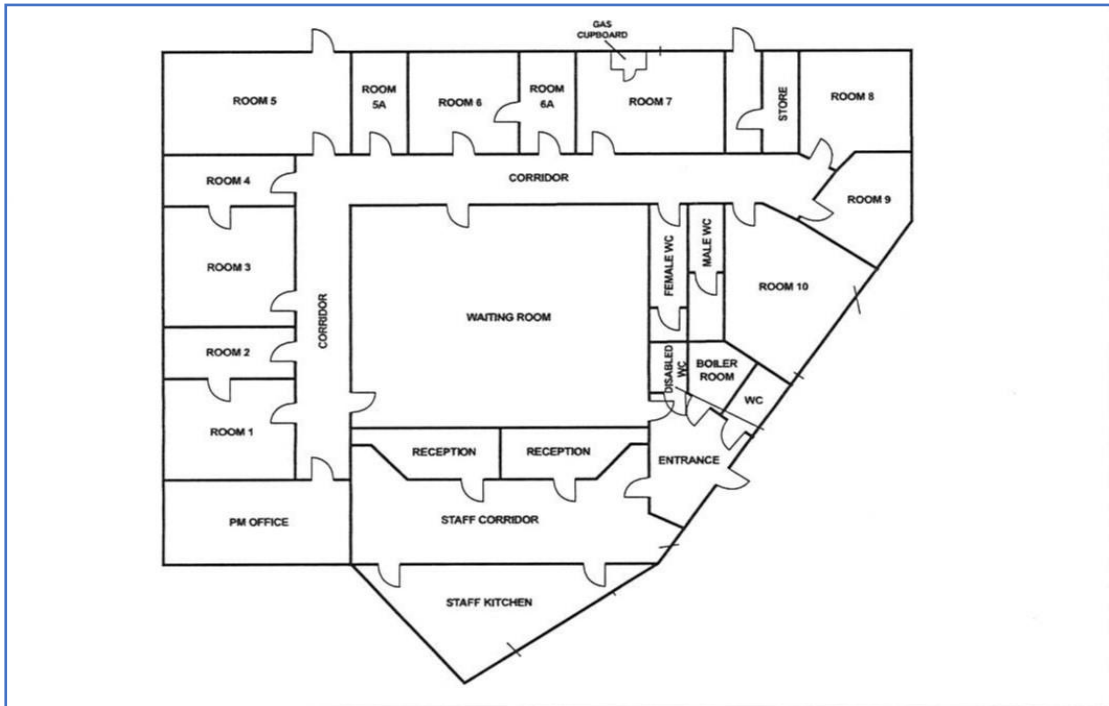 GAS
CUPBOARD
ROOM 5
ROOM
5A
ROOM 6
ROOM
6A
ROOM 7
STORE
ROOM 8
ROOM 4
CORRIDOR
ROOM 9
ROOM 3
CORRIDOR
WAITING ROOM
FEMALE WC
MALE WC
ROOM 10
ROOM 2
DISABLED
WC
BOILER
ROOM
WC
ROOM 1
RECEPTION
RECEPTION
ENTRANCE
PM OFFICE
STAFF CORRIDOR
STAFF KITCHEN